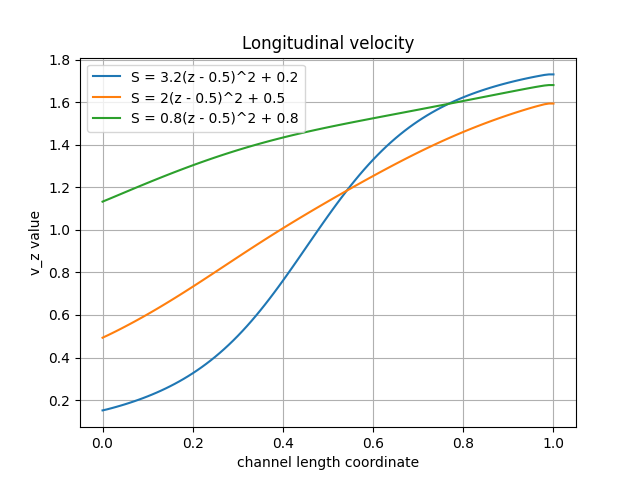 Longitudinal velocity
S = 3.2(z - 0.5)^2 + 0.2
S = 2(z - 0.5)^2 + 0.5
S = 0.8(z - 0.5)^2 + 0.8
v_z value
1.8
1.6
1.4
1.2
1.0
0.8
0.6
0.4
0.2
0.0 0.2 0.4 0.6 0.8 1.0
channel length coordinate